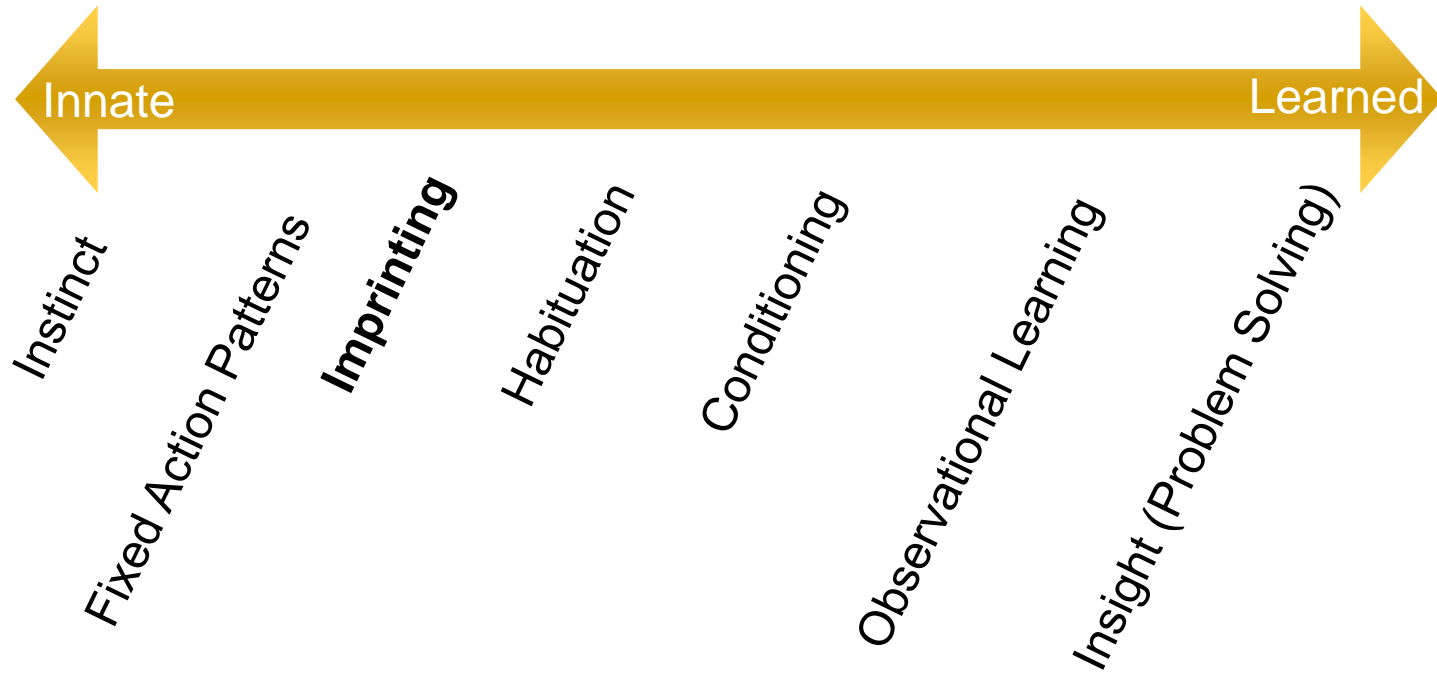 Innate
Learned
Instinct
Fixed Action Patterns
Imprinting
Habituation
Conditioning
Observational Learning
Insight (Problem Solving)